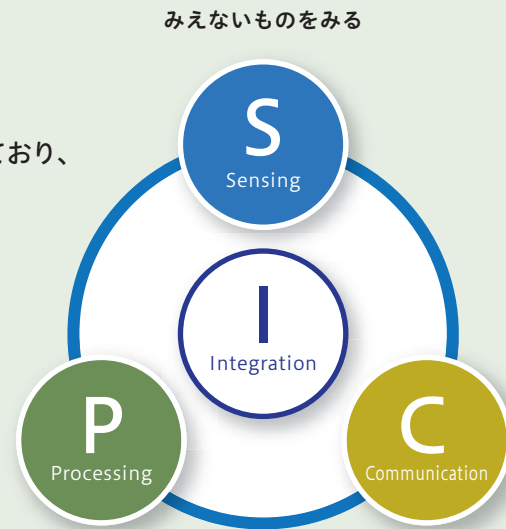 みえないものをみる
ており、
S
Sensing
I
Integration
P
Processing
C
Communication